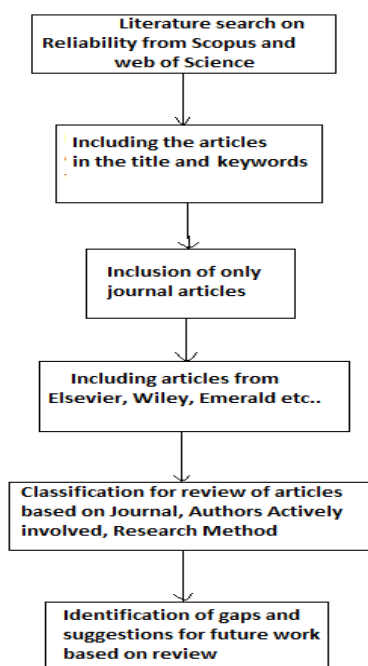 Literature search on
Reliability from Scopus and
web of Science
Including the articles
in the title and keywords
Inclusion of only
journal articles
Including articles from
Elsevier, Wiley, Emerald etc..
Classification for review of articles
based on Journal, Authors Actively
involved, Research Method
Identification of gaps and
suggestions for future work
based on review